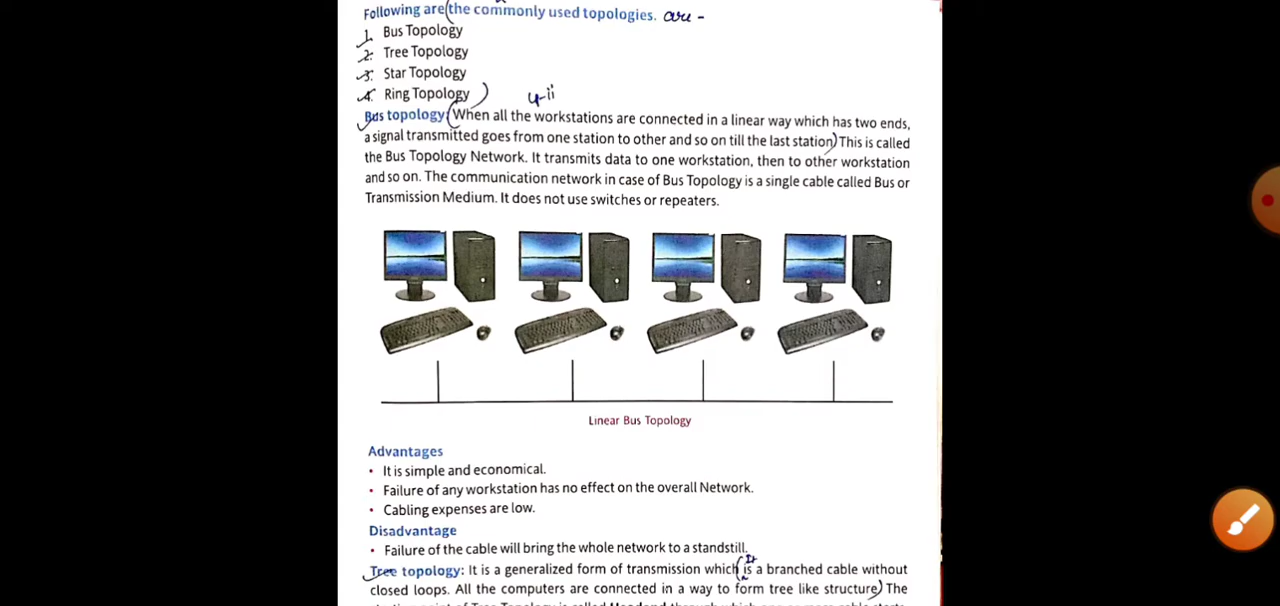 Following are (the commonly used topologies. are -
1. Bus Topology
2. Tree Topology
3. Star Topology
4. Ring Topology )
4-ii
Bus topology: (When all the workstations are connected in a linear way which has two ends,
a signal transmitted goes from one station to other and so on till the last station) This is called
the Bus Topology Network. It transmits data to one workstation, then to other workstation
and so on. The communication network in case of Bus Topology is a single cable called Bus or
Transmission Medium. It does not use switches or repeaters.
Linear Bus Topology
Advantages
• It is simple and economical.
• Failure of any workstation has no effect on the overall Network.
• Cabling expenses are low.
Disadvantage
• Failure of the cable will bring the whole network to a standstill.
It
Tree topology: It is a generalized form of transmission which (is a branched cable without
closed loops. All the computers are connected in a way to form tree like structure) The